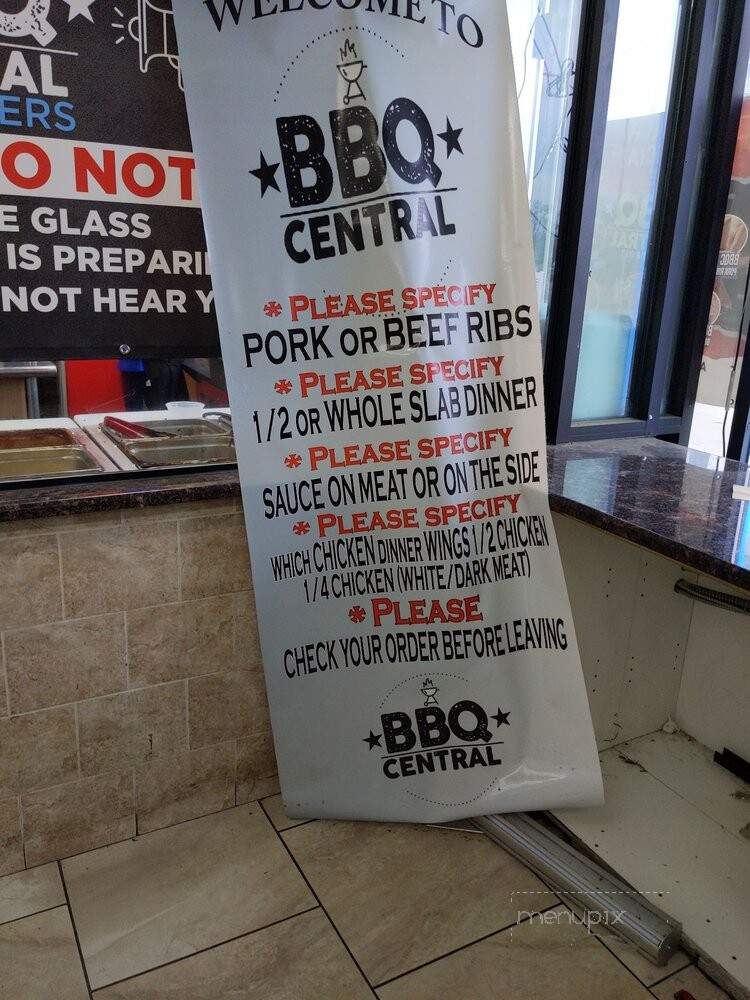 WELCOME TO
BBQ
CENTRAL
* PLEASE SPECIFY
PORK OR BEEF RIBS
* PLEASE SPECIFY
1/2 OR WHOLE SLAB DINNER
* PLEASE SPECIFY
SAUCE ON MEAT OR ON THE SIDE
* PLEASE SPECIFY
WHICH CHICKEN DINNER WINGS 1/2 CHICKEN
1/4 CHICKEN (WHITE/DARK MEAT)
* PLEASE
CHECK YOUR ORDER BEFORE LEAVING
BBQ
CENTRAL
Q
AL
ERS
O NOT
E GLASS
IS PREPARI
NOT HEAR Y
menupix